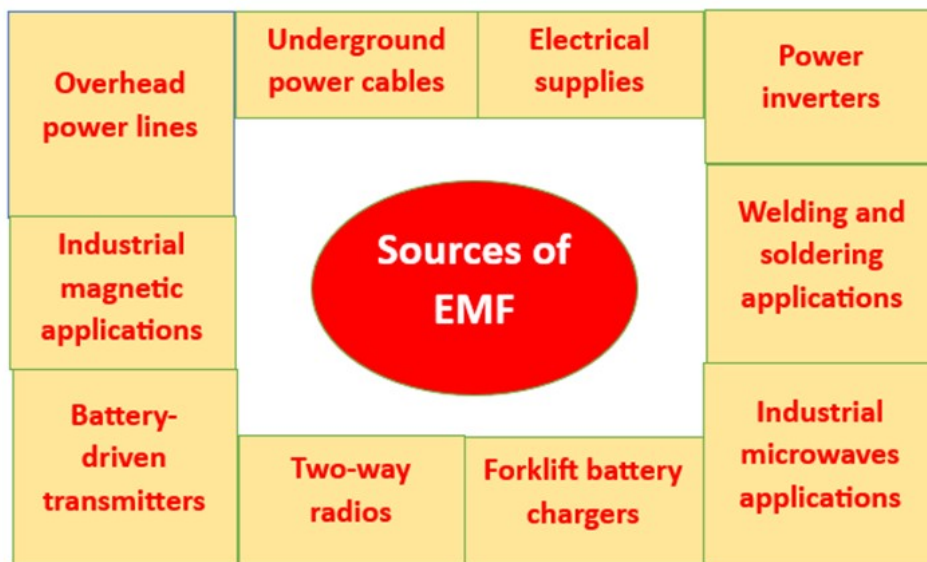 Overhead
power lines
Underground
power cables
Electrical
supplies
Power
inverters
Industrial
magnetic
applications
Sources of
EMF
Welding and
soldering
applications
Battery-
driven
transmitters
Two-way
radios
Forklift battery
chargers
Industrial
microwaves
applications